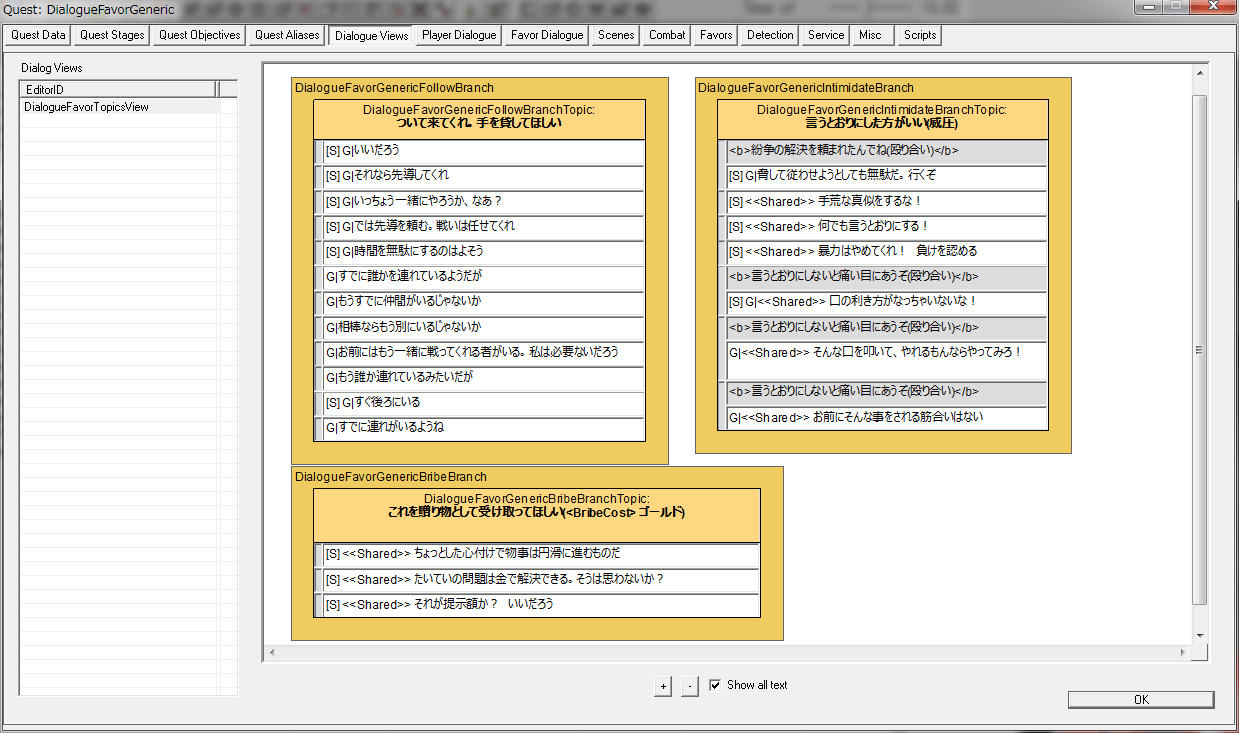 Quest: DialogueFavorGeneric
Quest Data
Quest Stages
Quest Objectives
Quest Aliases
Dialogue Views
Player Dialogue
Favor Dialogue
Scenes
Combat
Favors
Detection
Service
Misc
Scripts
Dialog Views
EditorID
DialogueFavorTopicsView
DialogueFavorGenericFollowBranch
DialogueFavorGenericFollowBranchTopic:
ついて来てくれ。手を貸してほしい
[S] G|いいだろう
[S] G|それなら先導してくれ
[S] G|いっちょう一緒にやろうか、なあ？
[S] G|では先導を頼む。戦いは任せてくれ
[S] G|時間を無駄にするのはよそう
G|すでに誰かを連れているようだが
G|もうすでに仲間がいるじゃないか
G|相棒ならもう別にいるじゃないか
G|お前にはもう一緒に戦ってくれる者がいる。私は必要ないだろう
G|もう誰か連れているみたいだが
[S] G|すぐ後ろにいる
G|すでに連れがいるようね
DialogueFavorGenericIntimidateBranch
DialogueFavorGenericIntimidateBranchTopic:
言うとおりにした方がいい(威圧)
<b>紛争の解決を頼まれたんでね(殴り合い)</b>
[S] G|脅して従わせようとしても無駄だ。行くぞ
[S] <<Shared>> 手荒な真似をするな！
[S] <<Shared>> 何でも言うとおりにする！
[S] <<Shared>> 暴力はやめてくれ！　負けを認める
<b>言うとおりにしないと痛い目にあうぞ(殴り合い)</b>
[S] G|<<Shared>> 口の利き方がなっちゃいないな！
<b>言うとおりにしないと痛い目にあうぞ(殴り合い)</b>
G|<<Shared>> そんな口を叩いて、やれるもんならやってみろ！
<b>言うとおりにしないと痛い目にあうぞ(殴り合い)</b>
G|<<Shared>> お前にそんな事をされる筋合いはない
DialogueFavorGenericBribeBranch
DialogueFavorGenericBribeBranchTopic:
これを贈り物として受け取ってほしい(<BribeCost> ゴールド)
[S] <<Shared>> ちょっとした心付けで物事は円滑に進むものだ
[S] <<Shared>> たいていの問題は金で解決できる。そうは思わないか？
[S] <<Shared>> それが提示額か？　いいだろう
+
-
Show all text
OK